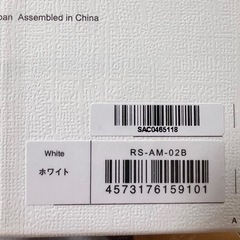 pan Assembled in China
SAC0465118
White
ホワイト
RS-AM-02B
4573176159101
A